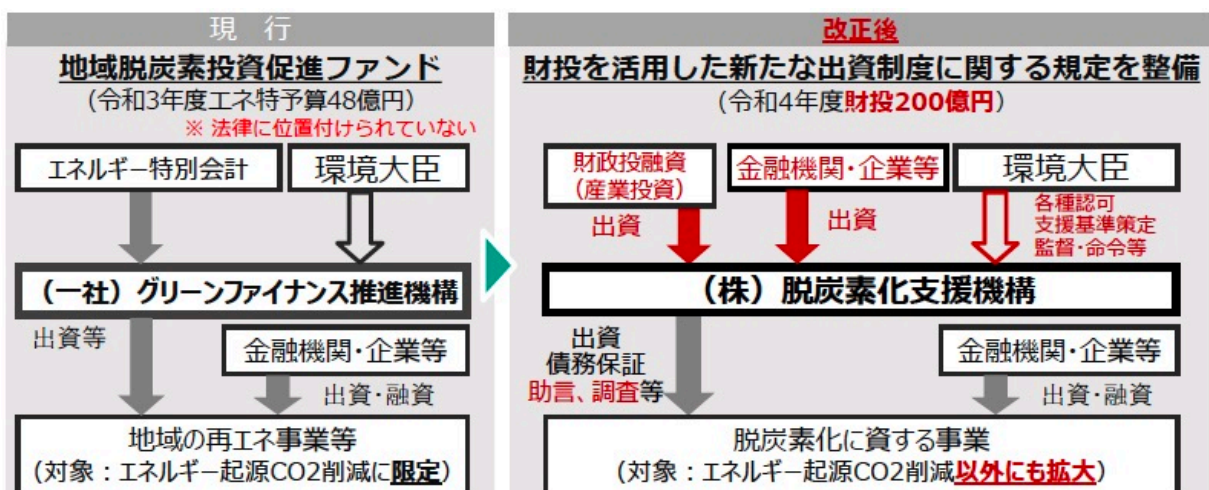 現 行
地域脱炭素投資促進ファンド
(令和3年度エネ特予算48億円)
※ 法律に位置付けられていない
エネルギー特別会計
環境大臣
(一社)グリーンファイナンス推進機構
出資等
金融機関・企業等
出資・融資
地域の再エネ事業等
(対象:エネルギー起源CO2削減に限定)
改正後
財投を活用した新たな出資制度に関する規定を整備
(令和4年度財投200億円)
財政投融資
(産業投資)
金融機関・企業等
環境大臣
出資
出資
各種認可
支援基準策定
監督・命令等
(株)脱炭素化支援機構
出資
債務保証
助言、調査等
金融機関・企業等
出資・融資
脱炭素化に資する事業
(対象:エネルギー起源CO2削減以外にも拡大)